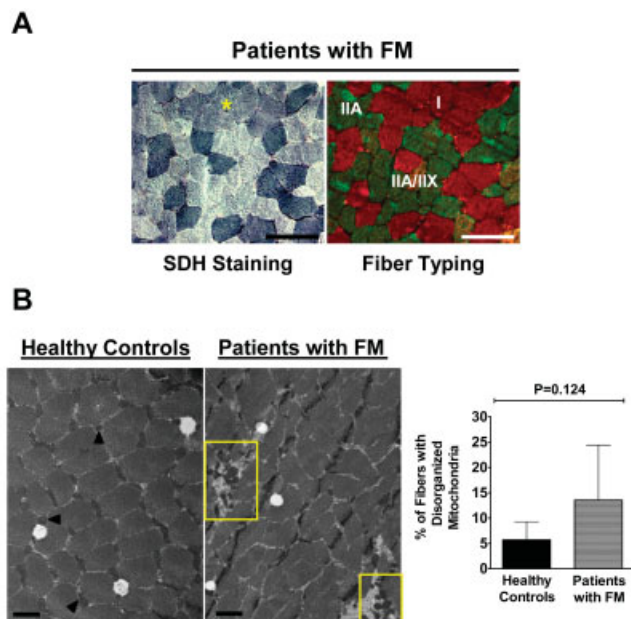 A
Patients with FM
*
IIA
I
IIA/IIX
SDH Staining
Fiber Typing
B
Healthy Controls
Patients with FM
P=0.124
% of Fibers with
Disorganized
Mitochondria
30
25
20
15
10
5
0
Healthy
Controls
Patients
with FM